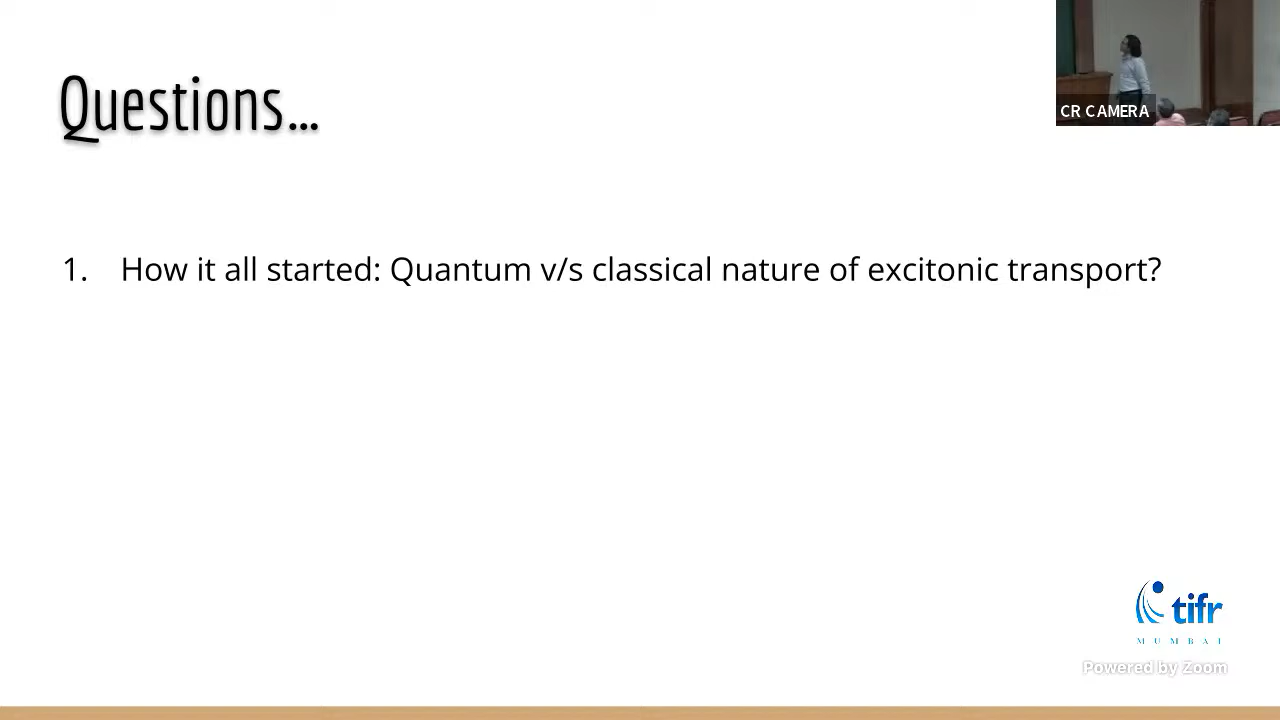 Questions...
CR CAMERA
1. How it all started: Quantum v/s classical nature of excitonic transport?
tifr
MUMBAI
Powered by Zoom